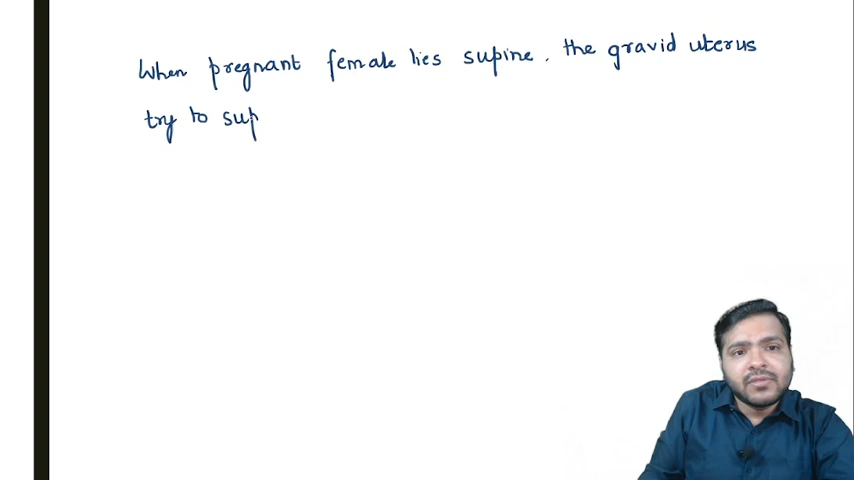 When pregnant female lies supine, the gravid uterus
try to sup